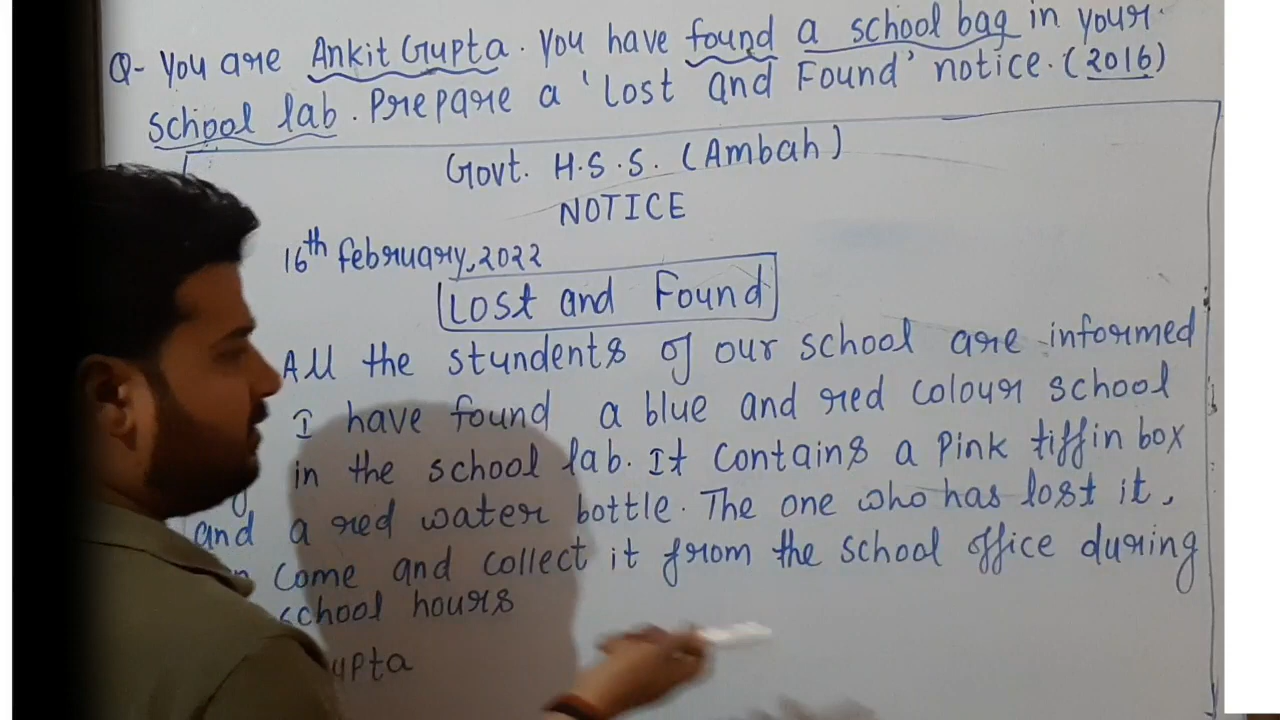 Q- You are Ankit Gupta. You have found a school bag in your
school lab. Prepare a 'Lost and Found' notice. (2016)
Govt. H.S.S. (Ambah)
NOTICE
16th february, 2022
Lost and Found
All the stundents of our school are informed
I have found a blue and red colour school
in the school lab. It contains a pink tiffin box
and a red water bottle. The one who has lost it,
come and collect it from the school office during
school hours